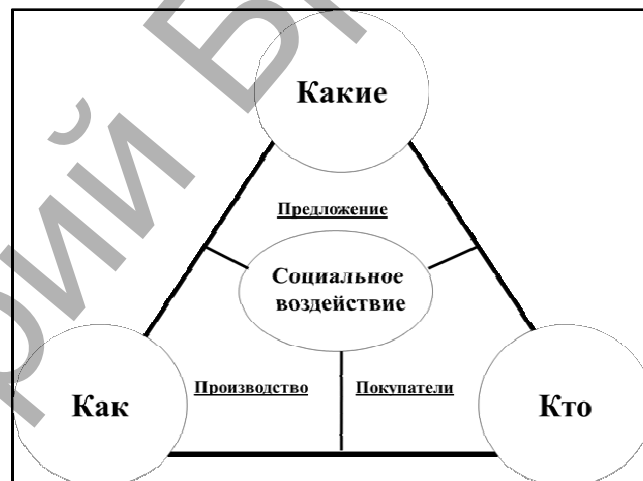 Какие
Предложение
Социальное
воздействие
Производство
Покупатели
Как
Кто